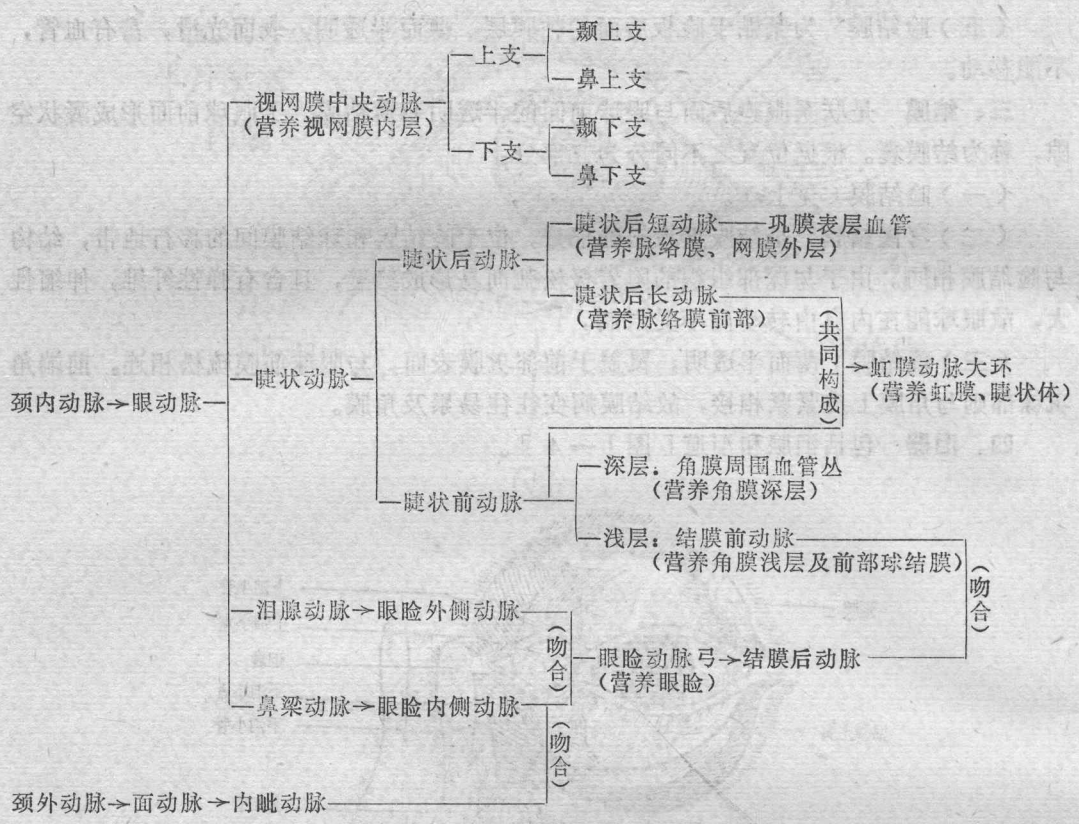 颞上支
上支
鼻上支
视网膜中央动脉
(营养视网膜内层)
颞下支
下支
鼻下支
睫状后短动脉——巩膜表层血管
(营养脉络膜、网膜外层)
睫状后动脉
睫状后长动脉
(营养脉络膜前部)
(共同构成)
虹膜动脉大环
(营养虹膜、睫状体)
睫状动脉
颈内动脉→眼动脉
深层：角膜周围血管丛
(营养角膜深层)
睫状前动脉
浅层：结膜前动脉
(营养角膜浅层及前部球结膜)
(吻合)
泪腺动脉→眼睑外侧动脉
(吻合)
眼睑动脉弓→结膜后动脉
(营养眼睑)
鼻梁动脉→眼睑内侧动脉
(吻合)
颈外动脉→面动脉→内眦动脉